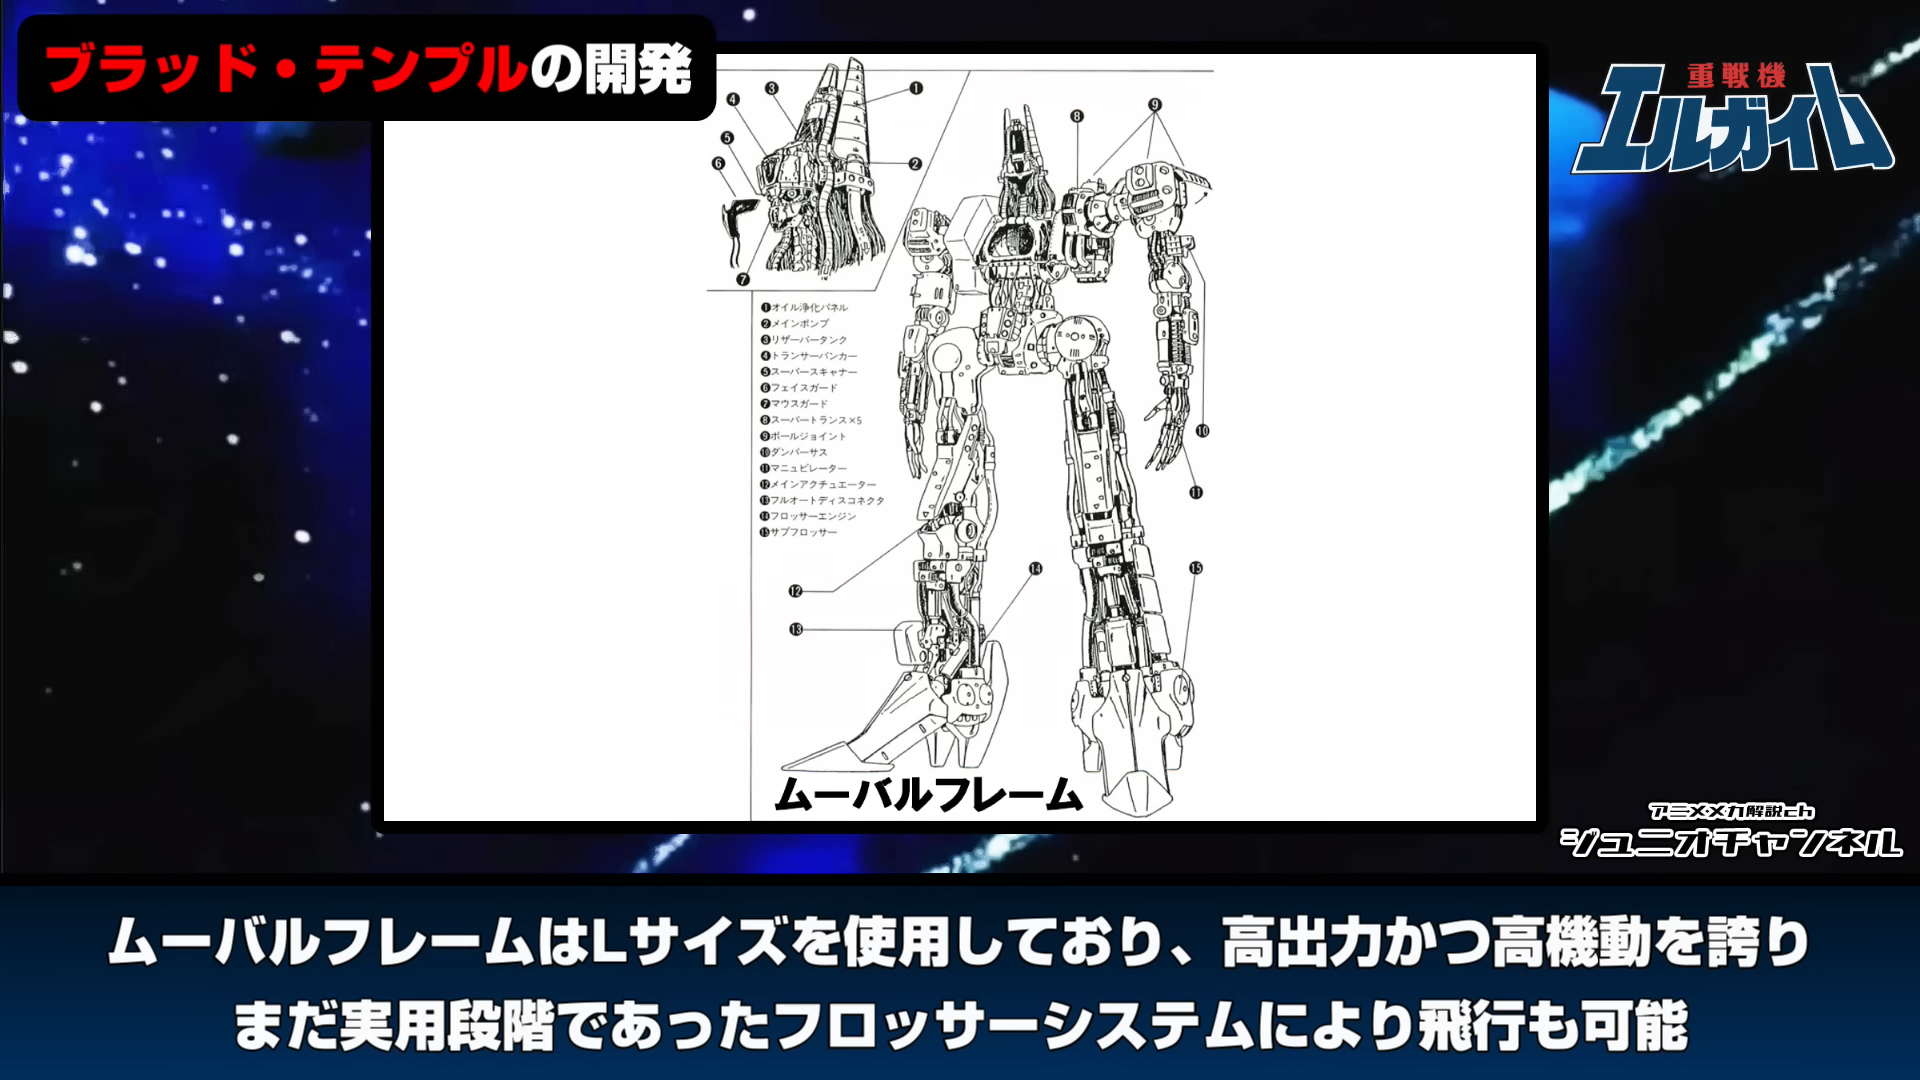 ブラッド・テンプルの開発
重戦機
エルガイム
❶オイル浄化パネル
❷メインポンプ
❸リザーバータンク
❹トランサーバンカー
❺スーパースキャナー
❻フェイスガード
❼マウスガード
❽スーパートランス×5
❾ボールジョイント
❿ダンパーサス
⓫マニュピレーター
⓬メインアクチュエーター
⓭フルオートディスコネクタ
⓮フロッサーエンジン
⓯サブフロッサー
❶
❷
❸
❹
❺
❻
❼
❽
❾
❿
⓫
⓬
⓭
⓮
⓯
ムーバルフレーム
アニメメカ解説ch
ジュニオチャンネル
ムーバルフレームはLサイズを使用しており、高出力かつ高機動を誇り
まだ実用段階であったフロッサーシステムにより飛行も可能